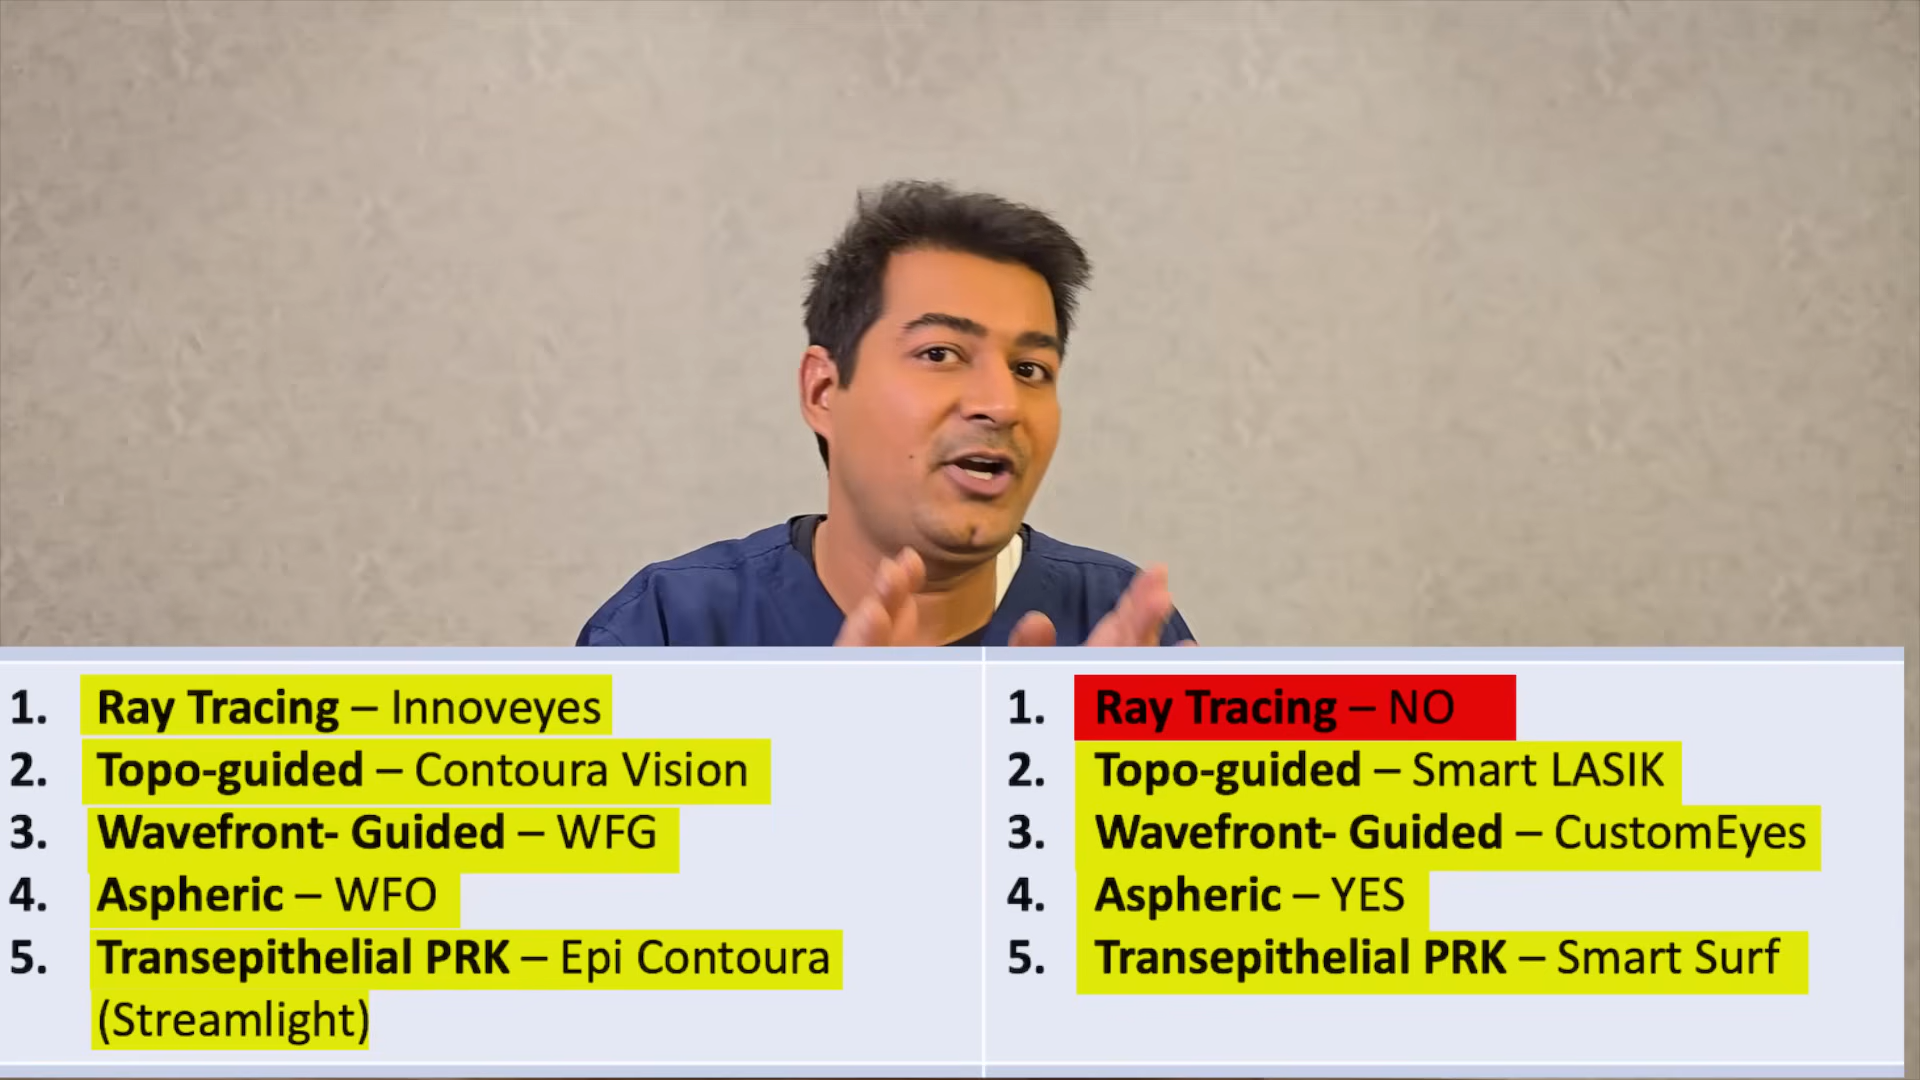 1. Ray Tracing – Innoveyes
2. Topo-guided – Contoura Vision
3. Wavefront- Guided – WFG
4. Aspheric – WFO
5. Transepithelial PRK – Epi Contoura
(Streamlight)
1. Ray Tracing – NO
2. Topo-guided – Smart LASIK
3. Wavefront- Guided – CustomEyes
4. Aspheric – YES
5. Transepithelial PRK – Smart Surf